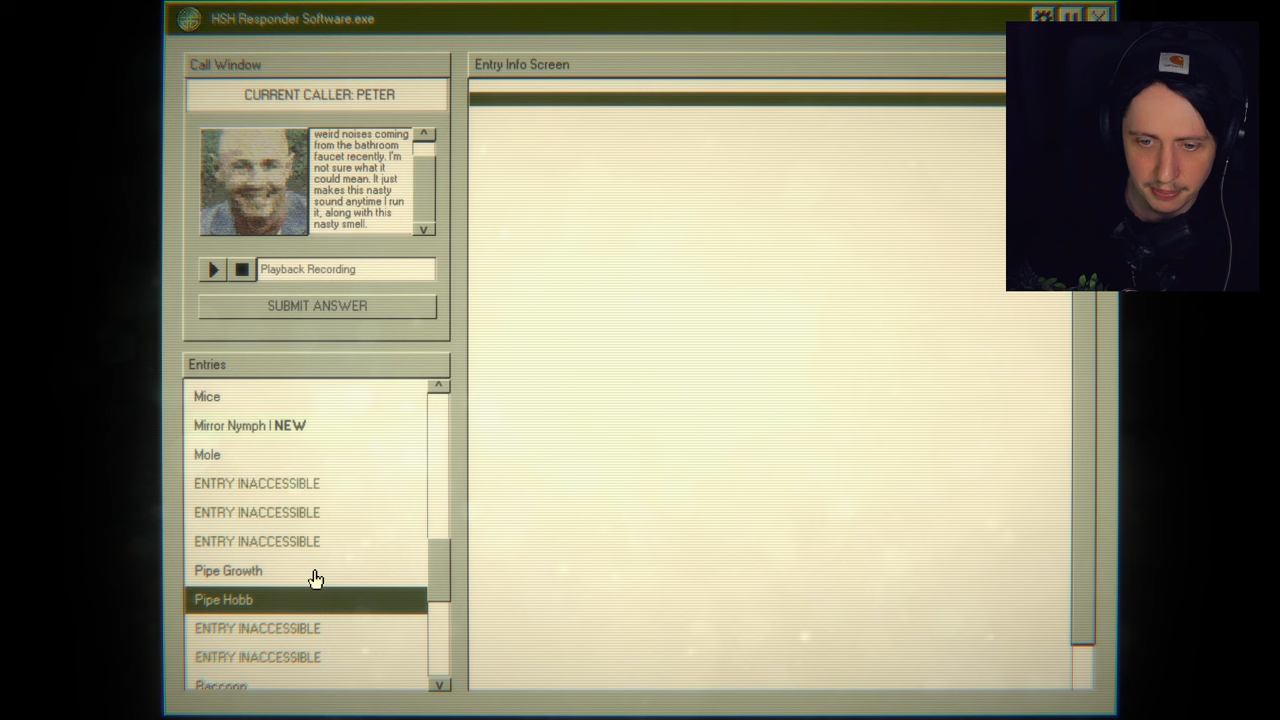 HSH Responder Software.exe
Call Window
CURRENT CALLER: PETER
weird noises coming
from the bathroom
faucet recently. I'm
not sure what it
could mean. It just
makes this nasty
sound anytime I run
it, along with this
nasty smell.
Playback Recording
SUBMIT ANSWER
Entries
Mice
Mirror Nymph | NEW
Mole
ENTRY INACCESSIBLE
ENTRY INACCESSIBLE
ENTRY INACCESSIBLE
Pipe Growth
Pipe Hobb
ENTRY INACCESSIBLE
ENTRY INACCESSIBLE
Raccoon
Entry Info Screen